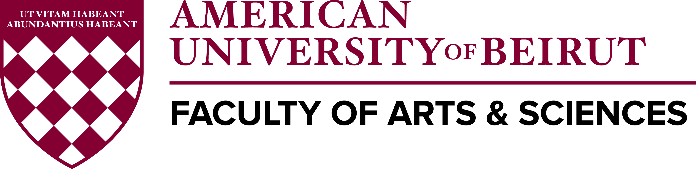 UT VITAM HABEANT
ABUNDANTIUS HABEANT
AMERICAN
UNIVERSITY OF BEIRUT
FACULTY OF ARTS & SCIENCES